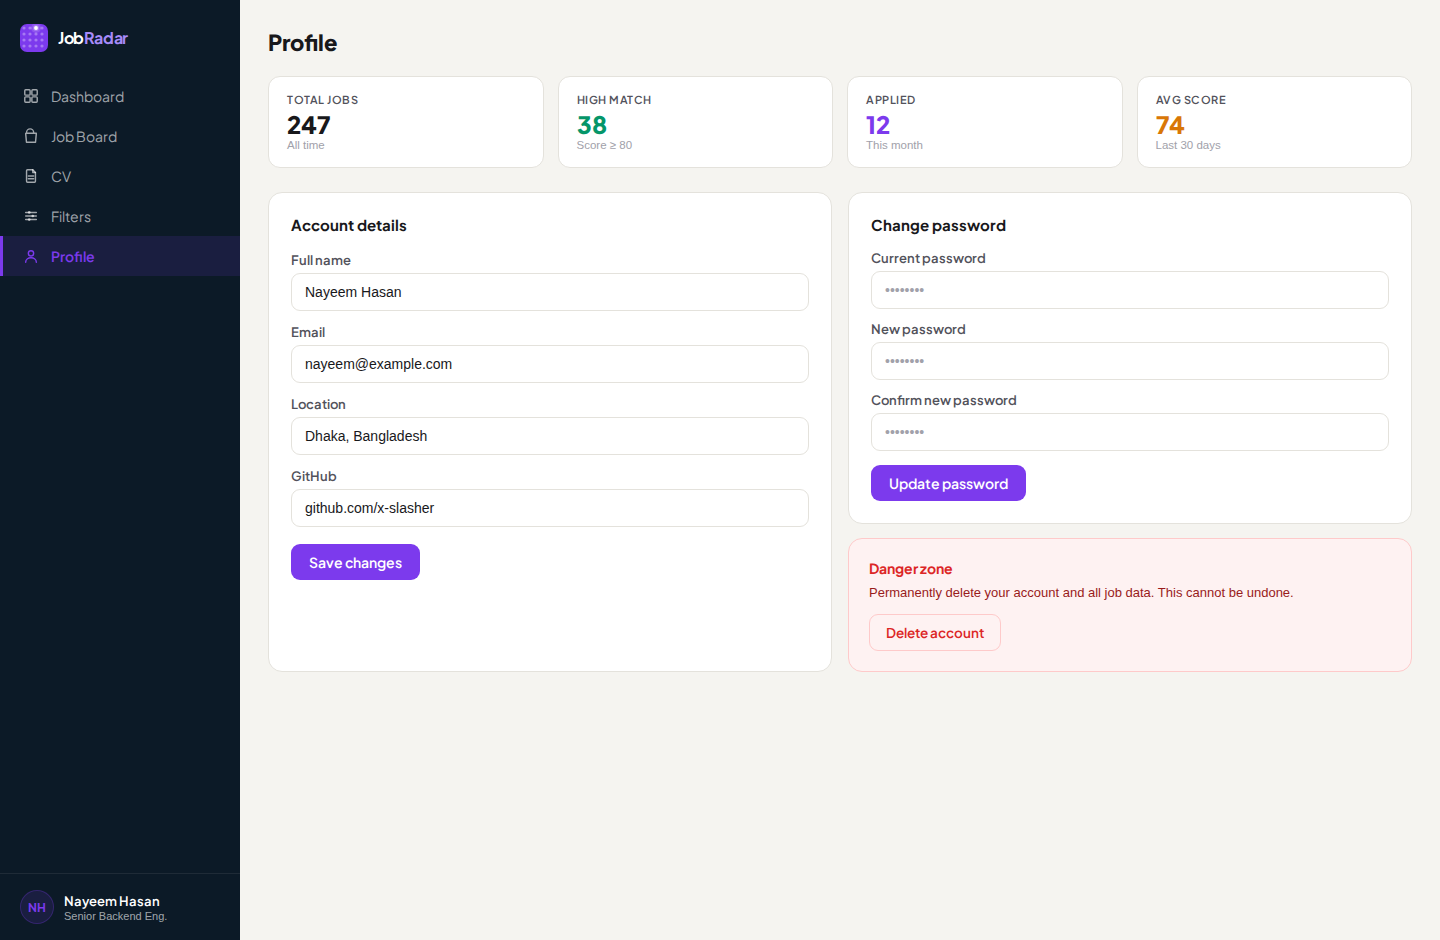 JobRadar
Dashboard
Job Board
CV
Filters
Profile
Nayeem Hasan
NH
Senior Backend Eng.
Profile
TOTAL JOBS
247
All time
HIGH MATCH
38
Score ≥ 80
APPLIED
12
This month
AVG SCORE
74
Last 30 days
Account details
Full name
Nayeem Hasan
Email
nayeem@example.com
Location
Dhaka, Bangladesh
GitHub
github.com/x-slasher
Save changes
Change password
Current password
••••••••
New password
••••••••
Confirm new password
••••••••
Update password
Danger zone
Permanently delete your account and all job data. This cannot be undone.
Delete account